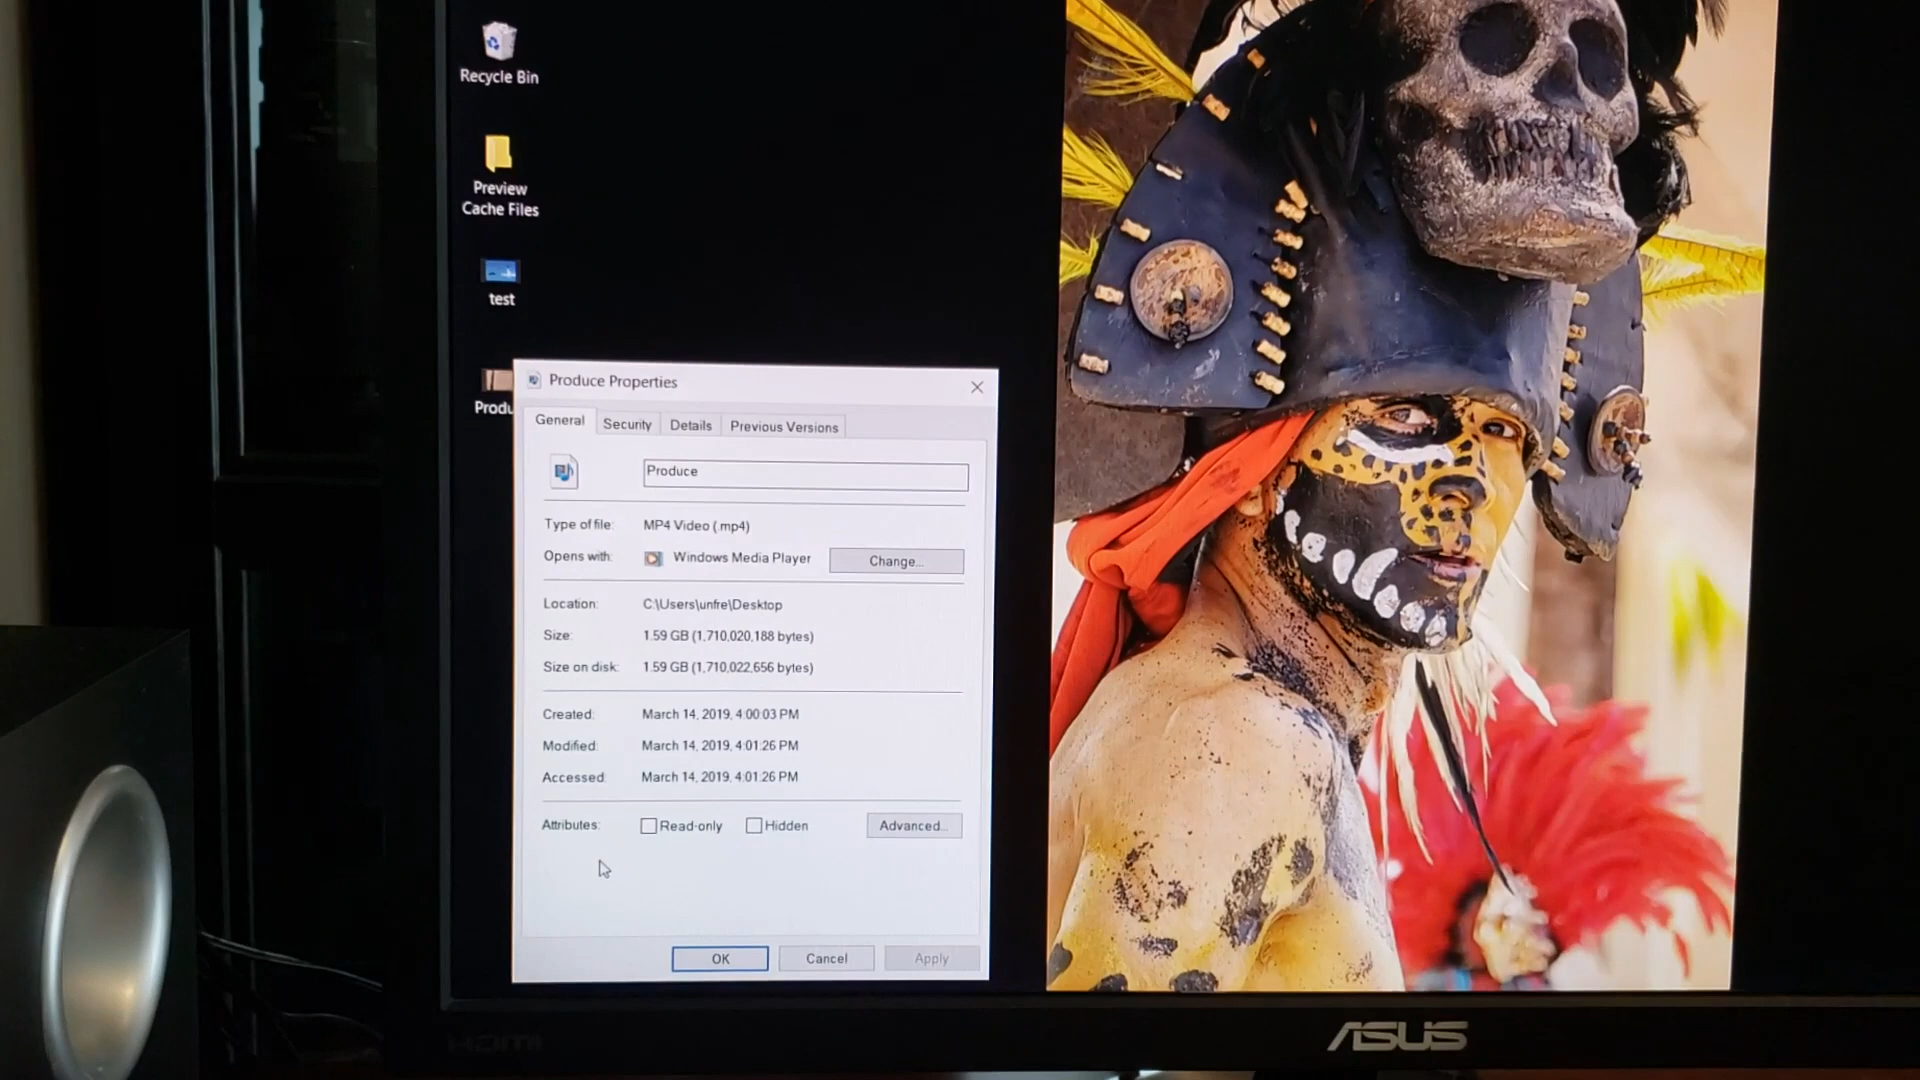 Recycle Bin
Preview
Cache Files
test
Produ
Produce Properties
General Security Details Previous Versions
Produce
Type of file: MP4 Video (.mp4)
Opens with: Windows Media Player Change...
Location: C:\Users\unfre\Desktop
Size: 1.59 GB (1,710,020,188 bytes)
Size on disk: 1.59 GB (1,710,022,656 bytes)
Created: March 14, 2019, 4:00:03 PM
Modified: March 14, 2019, 4:01:26 PM
Accessed: March 14, 2019, 4:01:26 PM
Attributes: Read-only Hidden Advanced...
OK Cancel Apply
HDMI
ASUS